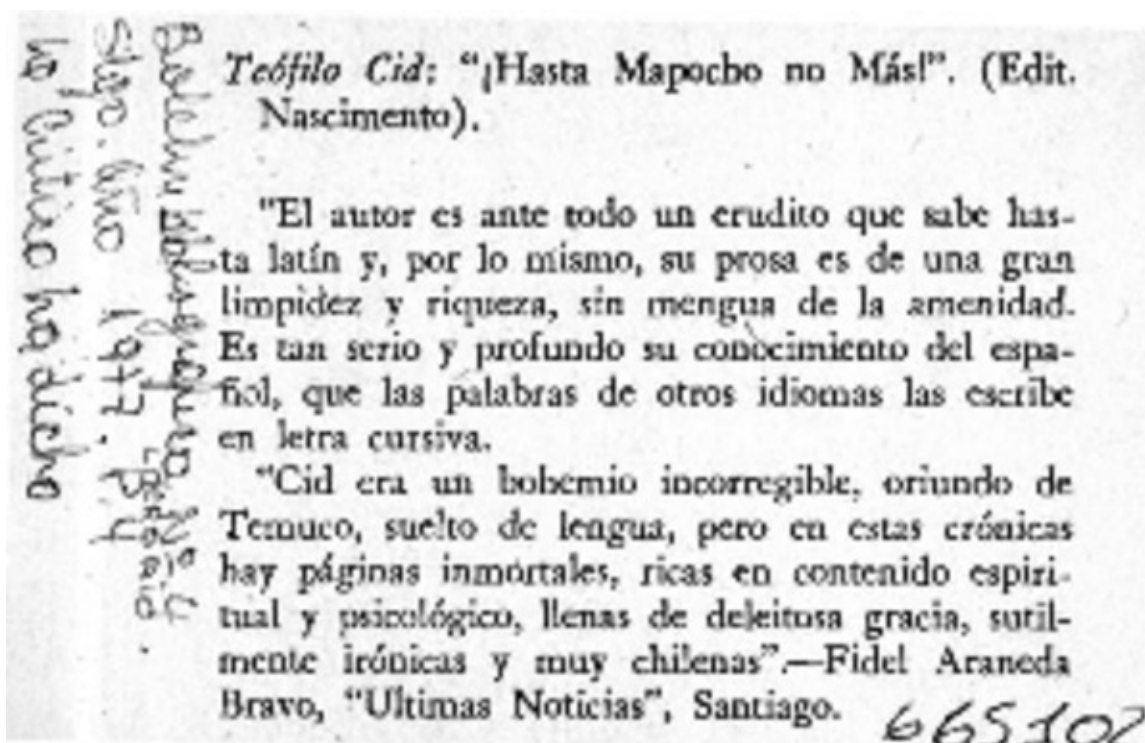 Teófilo Cid: "¡Hasta Mapocho no Más!". (Edit.
Nascimento).
"El autor es ante todo un erudito que sabe has-
ta latín y, por lo mismo, su prosa es de una gran
limpidez y riqueza, sin mengua de la amenidad.
Es tan serio y profundo su conocimiento del espa-
ñol, que las palabras de otros idiomas las escribe
en letra cursiva.
"Cid era un bohemio incorregible, oriundo de
Temuco, suelto de lengua, pero en estas crónicas
hay páginas inmortales, ricas en contenido espiri-
tual y psicológico, llenas de deleitosa gracia, sutil-
mente irónicas y muy chilenas".—Fidel Araneda
Bravo, "Ultimas Noticias", Santiago.
665102
Stgo. Año 1977. P. 4
lo' Crítica ha dicho